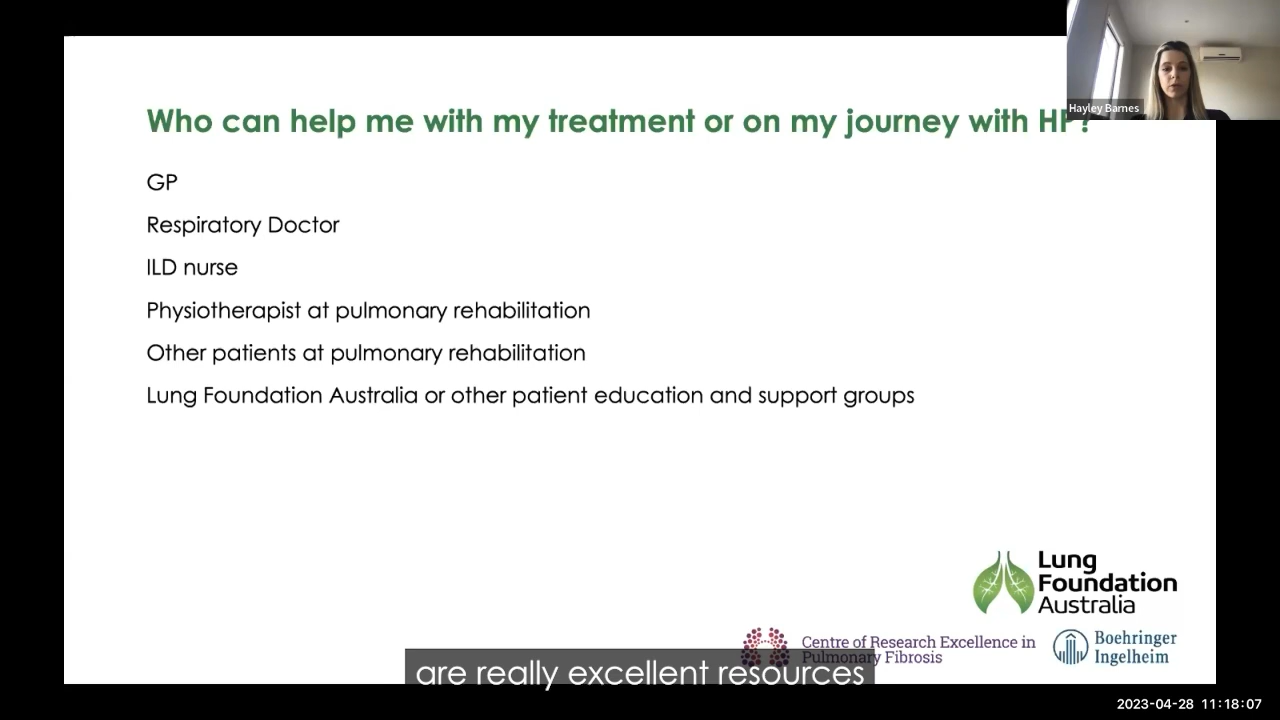 Hayley Barnes
Who can help me with my treatment or on my journey with HP?
GP
Respiratory Doctor
ILD nurse
Physiotherapist at pulmonary rehabilitation
Other patients at pulmonary rehabilitation
Lung Foundation Australia or other patient education and support groups
Lung
Foundation
Australia
Centre of Research Excellence in
Pulmonary Fibrosis
Boehringer
Ingelheim
are really excellent resources
2023-04-28 11:18:07